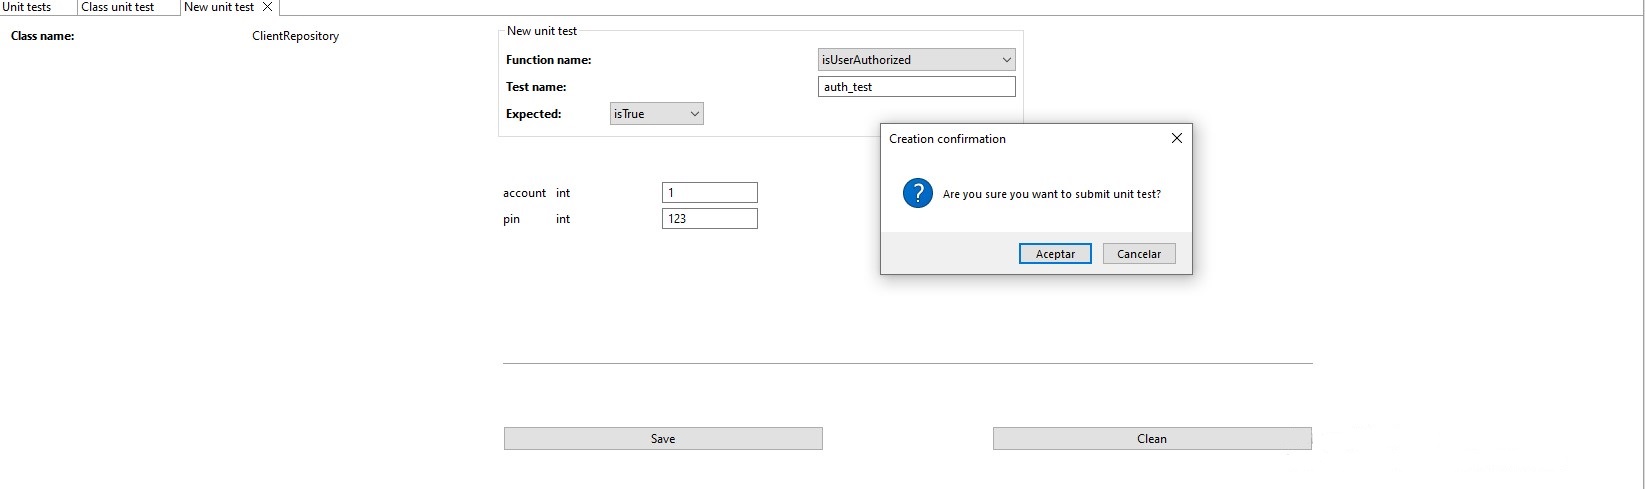 Unit tests Class unit test New unit test
Class name: ClientRepository
New unit test
Function name: isUserAuthorized
Test name: auth_test
Expected: isTrue
account int 1
pin int 123
Creation confirmation
Are you sure you want to submit unit test?
Aceptar Cancelar
Save Clean